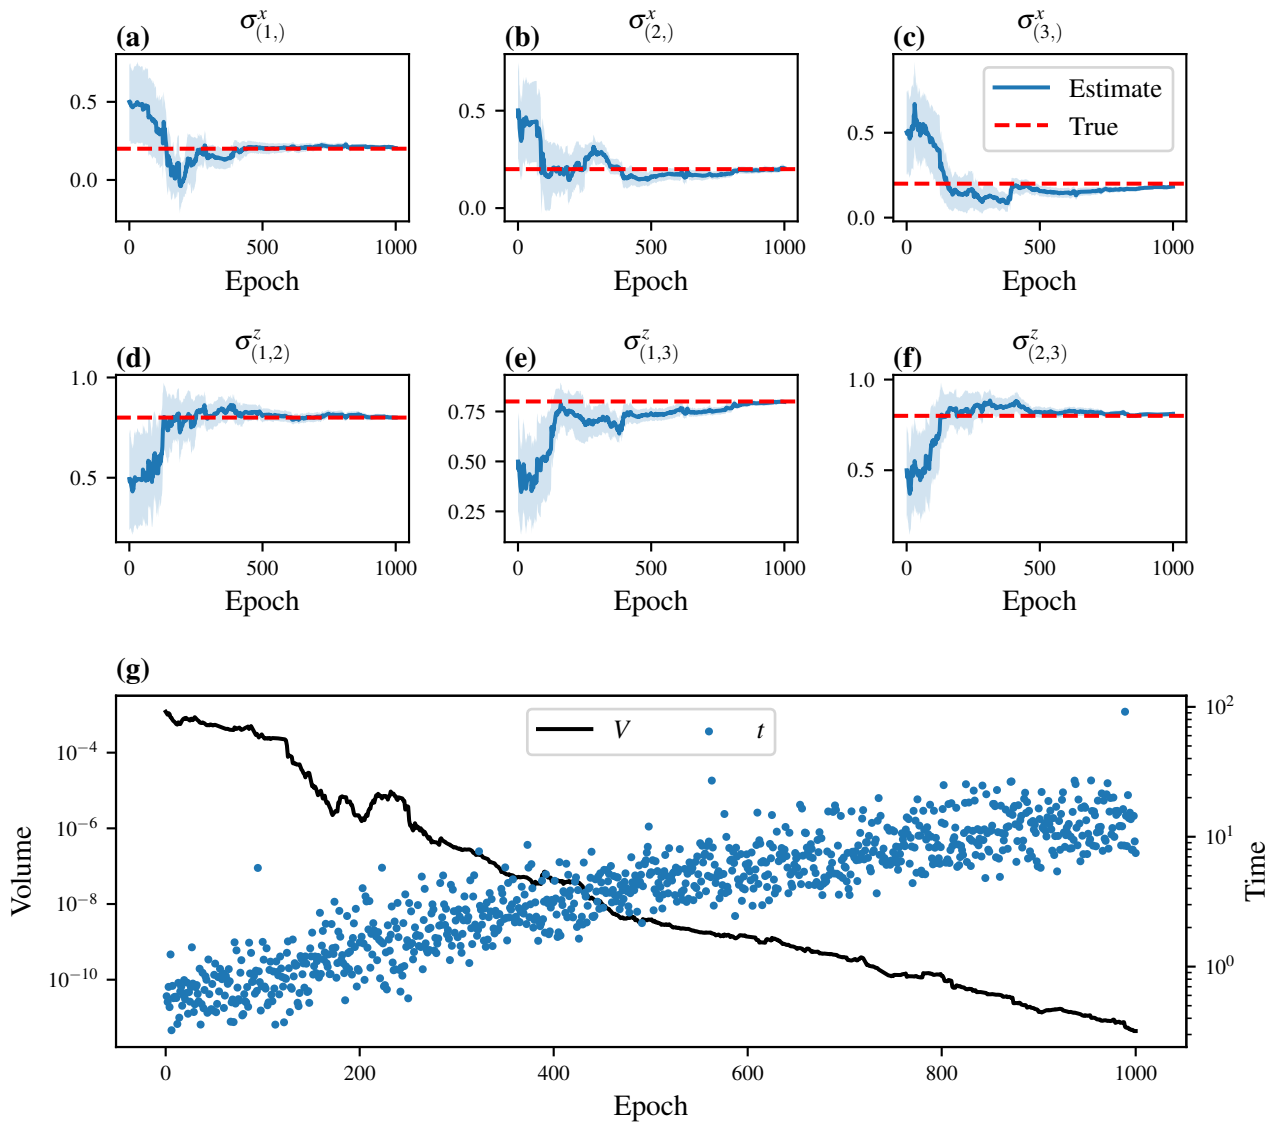 (a) σ^x_(1,)
0.5
0.0
0 500 1000
Epoch
(b) σ^x_(2,)
0.5
0.0
0 500 1000
Epoch
(c) σ^x_(3,)
Estimate
True
0.5
0.0
0 500 1000
Epoch
(d) σ^z_(1,2)
1.0
0.5
0 500 1000
Epoch
(e) σ^z_(1,3)
0.75
0.50
0.25
0 500 1000
Epoch
(f) σ^z_(2,3)
1.0
0.5
0 500 1000
Epoch
(g)
V t
Volume
10^−4
10^−6
10^−8
10^−10
Time
10^2
10^1
10^0
0 200 400 600 800 1000
Epoch